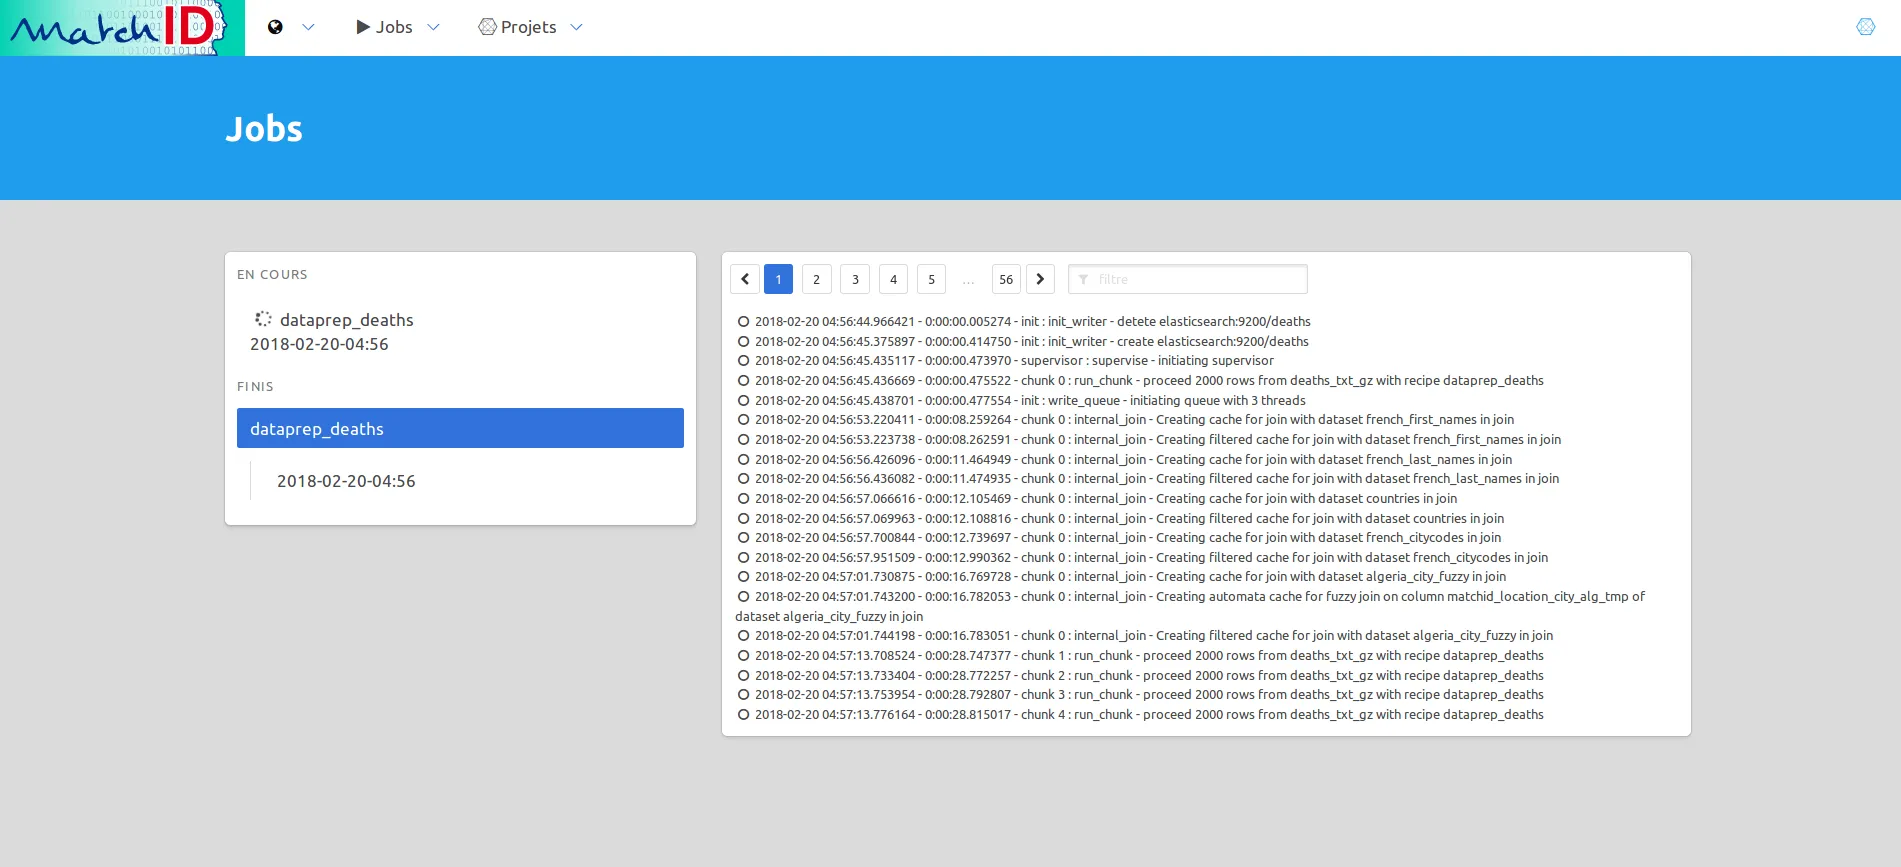 matchID
Jobs
Projets
Jobs
EN COURS
dataprep_deaths
2018-02-20-04:56
FINIS
dataprep_deaths
2018-02-20-04:56
1 2 3 4 5 ... 56 filtre
2018-02-20 04:56:44.966421 - 0:00:00.005274 - init : init_writer - detete elasticsearch:9200/deaths
2018-02-20 04:56:45.375897 - 0:00:00.414750 - init : init_writer - create elasticsearch:9200/deaths
2018-02-20 04:56:45.435117 - 0:00:00.473970 - supervisor : supervise - initiating supervisor
2018-02-20 04:56:45.436669 - 0:00:00.475522 - chunk 0 : run_chunk - proceed 2000 rows from deaths_txt_gz with recipe dataprep_deaths
2018-02-20 04:56:45.438701 - 0:00:00.477554 - init : write_queue - initiating queue with 3 threads
2018-02-20 04:56:53.220411 - 0:00:08.259264 - chunk 0 : internal_join - Creating cache for join with dataset french_first_names in join
2018-02-20 04:56:53.223738 - 0:00:08.262591 - chunk 0 : internal_join - Creating filtered cache for join with dataset french_first_names in join
2018-02-20 04:56:56.426096 - 0:00:11.464949 - chunk 0 : internal_join - Creating cache for join with dataset french_last_names in join
2018-02-20 04:56:56.436082 - 0:00:11.474935 - chunk 0 : internal_join - Creating filtered cache for join with dataset french_last_names in join
2018-02-20 04:56:57.066616 - 0:00:12.105469 - chunk 0 : internal_join - Creating cache for join with dataset countries in join
2018-02-20 04:56:57.069963 - 0:00:12.108816 - chunk 0 : internal_join - Creating filtered cache for join with dataset countries in join
2018-02-20 04:56:57.700844 - 0:00:12.739697 - chunk 0 : internal_join - Creating cache for join with dataset french_citycodes in join
2018-02-20 04:56:57.951509 - 0:00:12.990362 - chunk 0 : internal_join - Creating filtered cache for join with dataset french_citycodes in join
2018-02-20 04:57:01.730875 - 0:00:16.769728 - chunk 0 : internal_join - Creating cache for join with dataset algeria_city_fuzzy in join
2018-02-20 04:57:01.743200 - 0:00:16.782053 - chunk 0 : internal_join - Creating automata cache for fuzzy join on column matchid_location_city_alg_tmp of
dataset algeria_city_fuzzy in join
2018-02-20 04:57:01.744198 - 0:00:16.783051 - chunk 0 : internal_join - Creating filtered cache for join with dataset algeria_city_fuzzy in join
2018-02-20 04:57:13.708524 - 0:00:28.747377 - chunk 1 : run_chunk - proceed 2000 rows from deaths_txt_gz with recipe dataprep_deaths
2018-02-20 04:57:13.733404 - 0:00:28.772257 - chunk 2 : run_chunk - proceed 2000 rows from deaths_txt_gz with recipe dataprep_deaths
2018-02-20 04:57:13.753954 - 0:00:28.792807 - chunk 3 : run_chunk - proceed 2000 rows from deaths_txt_gz with recipe dataprep_deaths
2018-02-20 04:57:13.776164 - 0:00:28.815017 - chunk 4 : run_chunk - proceed 2000 rows from deaths_txt_gz with recipe dataprep_deaths